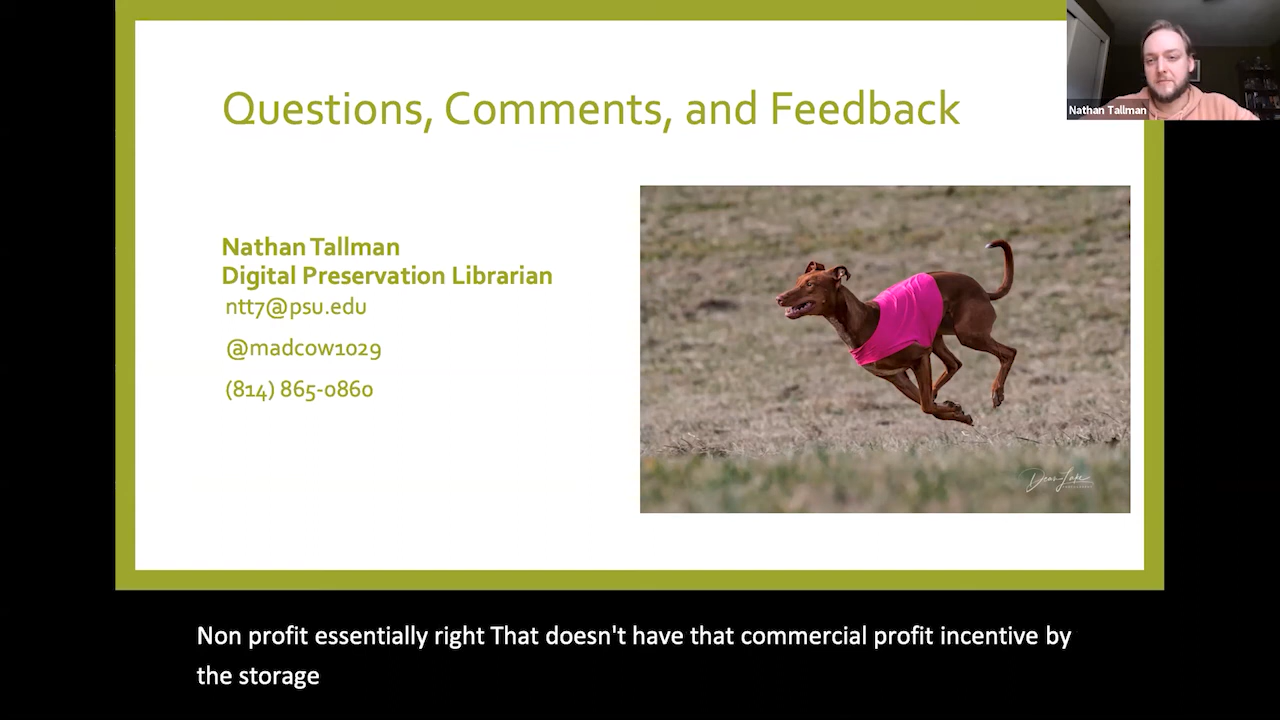 Questions, Comments, and Feedback
Nathan Tallman
Nathan Tallman
Digital Preservation Librarian
ntt7@psu.edu
@madcow1029
(814) 865-0860
Non profit essentially right That doesn't have that commercial profit incentive by
the storage